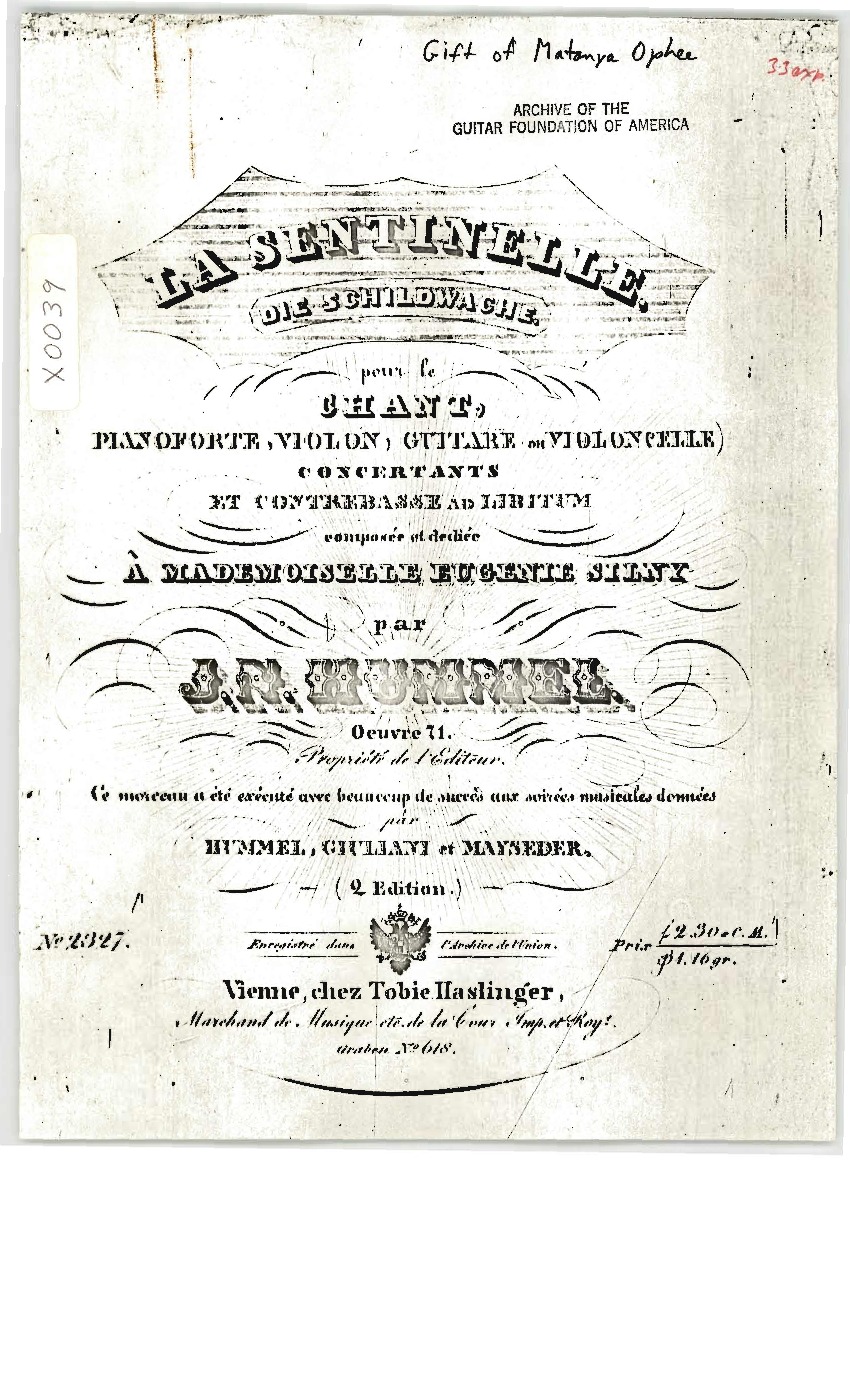 Gift of Matanya Ophee
33
ARCHIVE OF THE
GUITAR FOUNDATION OF AMERICA
X0039
LA SENTINELLE,
DIE SCHILDWACHE.
pour le
CHANT,
PIANOFORTE, VIOLON, GUITARE ou VIOLONCELLE)
CONCERTANTS
ET CONTREBASSE AD LIBITUM
composée et dediée
À MADEMOISELLE EUGENIE SILNY
par
J.N. HUMMEL.
Oeuvre 71.
Propriété de l'Editeur.
Ce morceau a été exécuté avec beaucoup de succès aux soirées musicales données
par
HUMMEL, GIULIANI et MAYSEDER.
(2 Edition.)
No 2327.
Enregistré dans l'Archive de l'Union.
Prix f 2.30 x C.M.
1.16 gr.
Vienne, chez Tobie Haslinger,
Marchand de Musique etc. de la Cour Imp. et Roy.
Graben No 618.